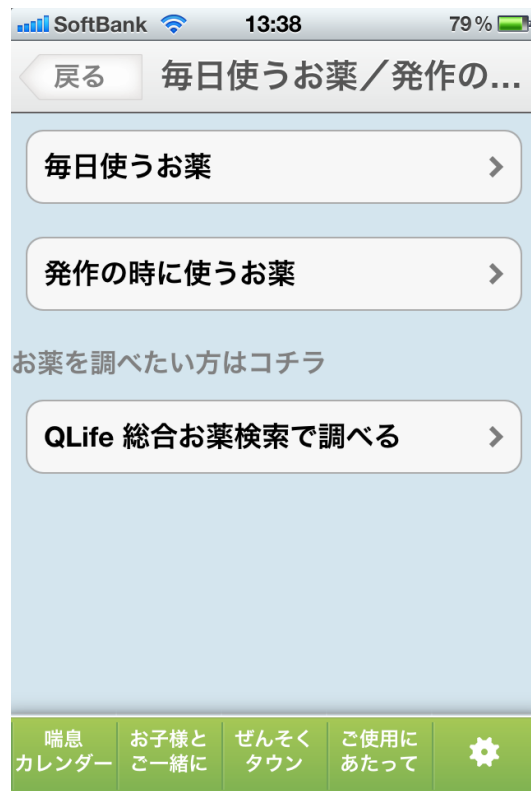 SoftBank 13:38 79%
戻る 毎日使うお薬／発作の...
毎日使うお薬
発作の時に使うお薬
お薬を調べたい方はコチラ
QLife 総合お薬検索で調べる
喘息
カレンダー
お子様と
ご一緒に
ぜんそく
タウン
ご使用に
あたって